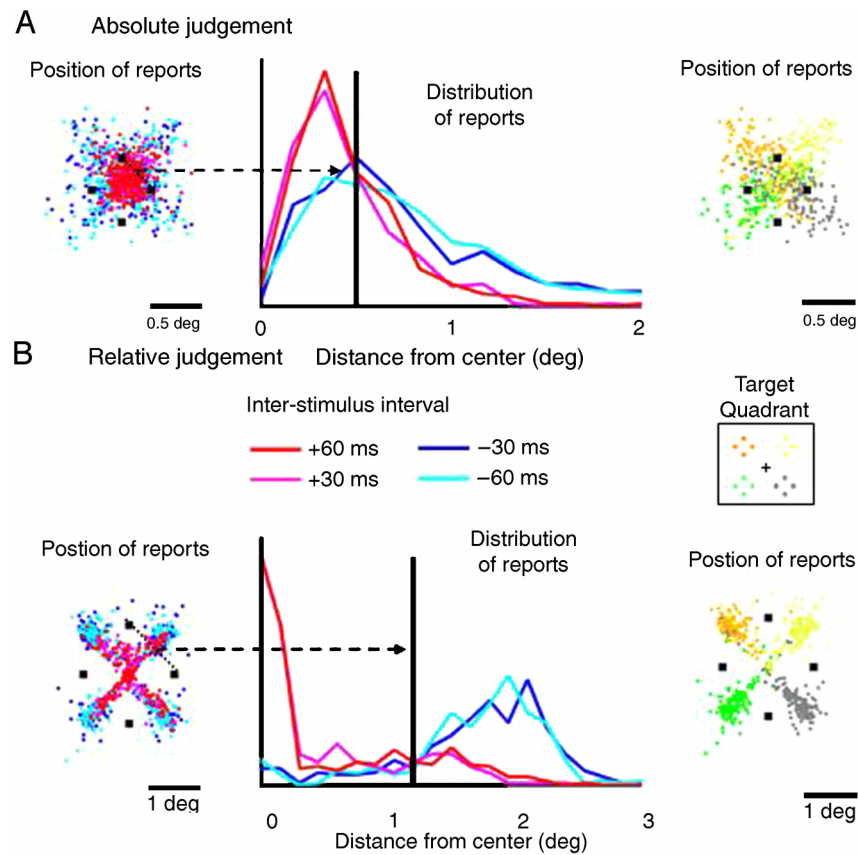 A
Absolute judgement
Position of reports
Distribution
of reports
Position of reports
0.5 deg
0
1
2
0.5 deg
B
Relative judgement
Distance from center (deg)
Inter-stimulus interval
+60 ms
−30 ms
+30 ms
−60 ms
Target
Quadrant
+
Postion of reports
Distribution
of reports
Postion of reports
1 deg
0
1
2
3
1 deg
Distance from center (deg)